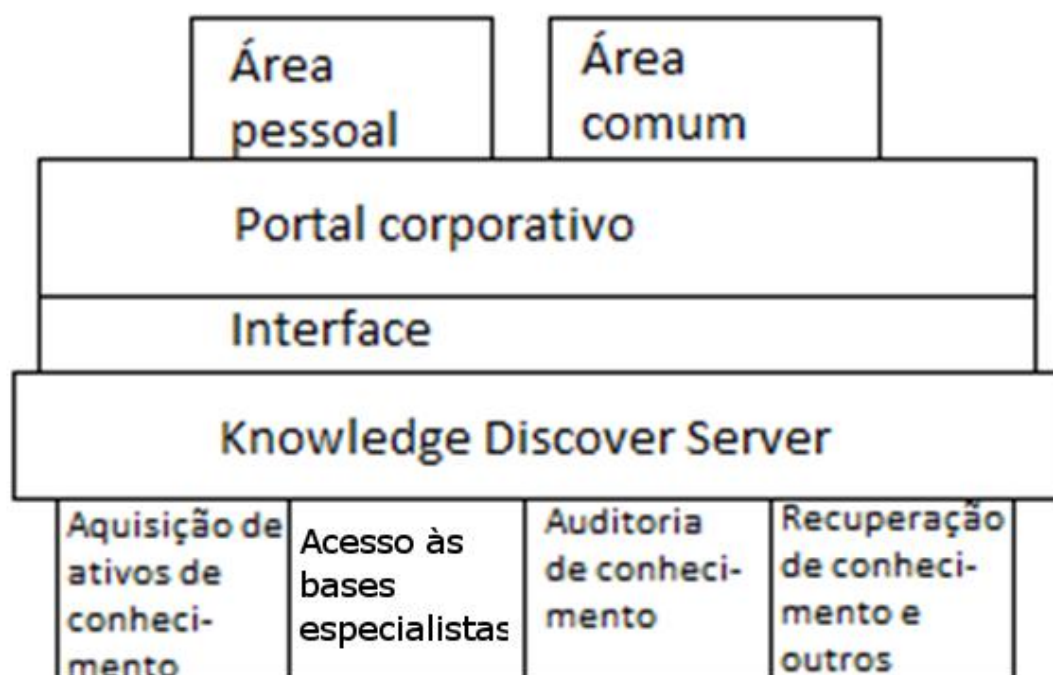 Área
pessoal
Área
comum
Portal corporativo
Interface
Knowledge Discover Server
Aquisição de
ativos de
conheci-
mento
Acesso às
bases
especialistas
Auditoria
de conheci-
mento
Recuperação
de conheci-
mento e
outros